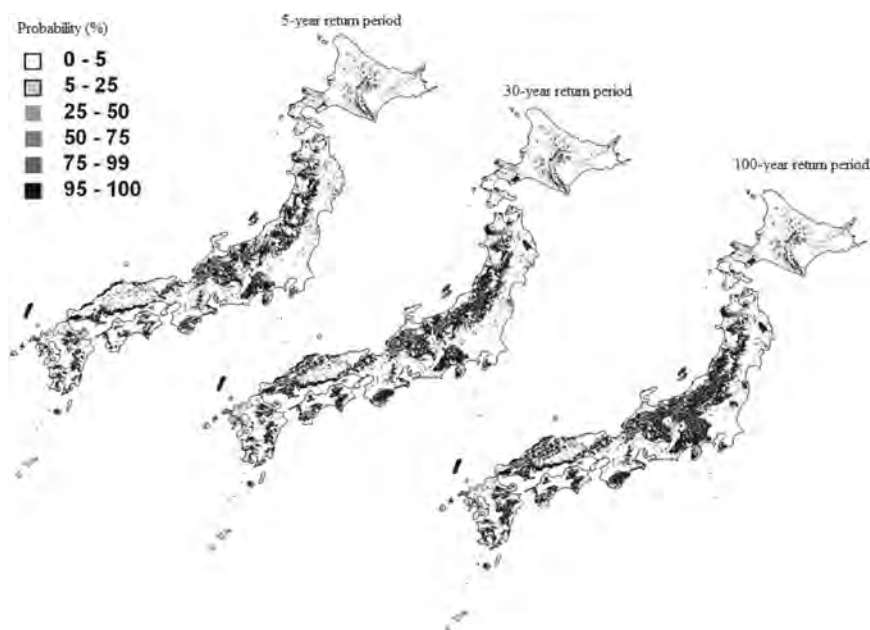 5-year return period
Probability (%)
0 - 5
5 - 25
25 - 50
50 - 75
75 - 99
95 - 100
30-year return period
100-year return period